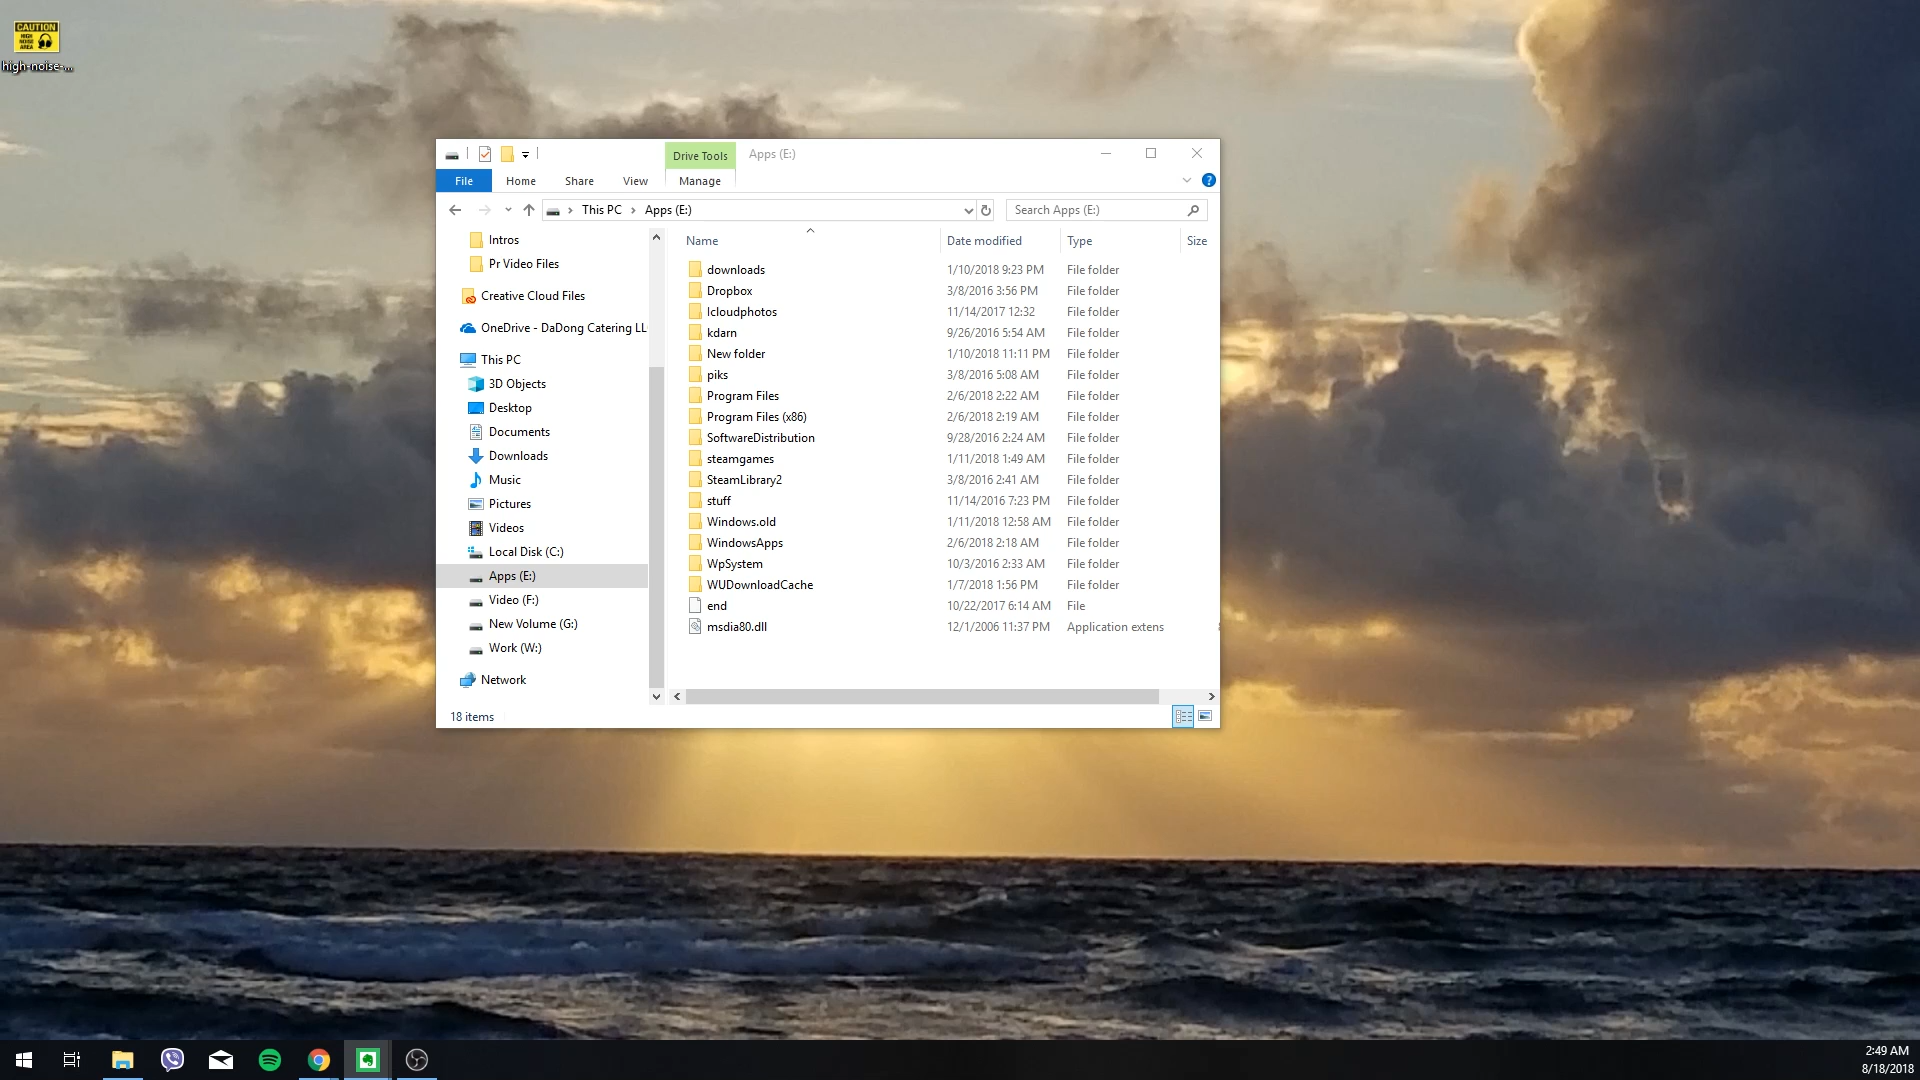 CAUTION
HIGH
NOISE
AREA
high-noise-...
Drive Tools
Apps (E:)
File
Home
Share
View
Manage
This PC
Apps (E:)
Search Apps (E:)
Intros
Pr Video Files
Creative Cloud Files
OneDrive - DaDong Catering LL
This PC
3D Objects
Desktop
Documents
Downloads
Music
Pictures
Videos
Local Disk (C:)
Apps (E:)
Video (F:)
New Volume (G:)
Work (W:)
Network
Name Date modified Type Size
downloads 1/10/2018 9:23 PM File folder
Dropbox 3/8/2016 3:56 PM File folder
Icloudphotos 11/14/2017 12:32 File folder
kdarn 9/26/2016 5:54 AM File folder
New folder 1/10/2018 11:11 PM File folder
piks 3/8/2016 5:08 AM File folder
Program Files 2/6/2018 2:22 AM File folder
Program Files (x86) 2/6/2018 2:19 AM File folder
SoftwareDistribution 9/28/2016 2:24 AM File folder
steamgames 1/11/2018 1:49 AM File folder
SteamLibrary2 3/8/2016 2:41 AM File folder
stuff 11/14/2016 7:23 PM File folder
Windows.old 1/11/2018 12:58 AM File folder
WindowsApps 2/6/2018 2:18 AM File folder
WpSystem 10/3/2016 2:33 AM File folder
WUDownloadCache 1/7/2018 1:56 PM File folder
end 10/22/2017 6:14 AM File
msdia80.dll 12/1/2006 11:37 PM Application extens
18 items
2:49 AM
8/18/2018